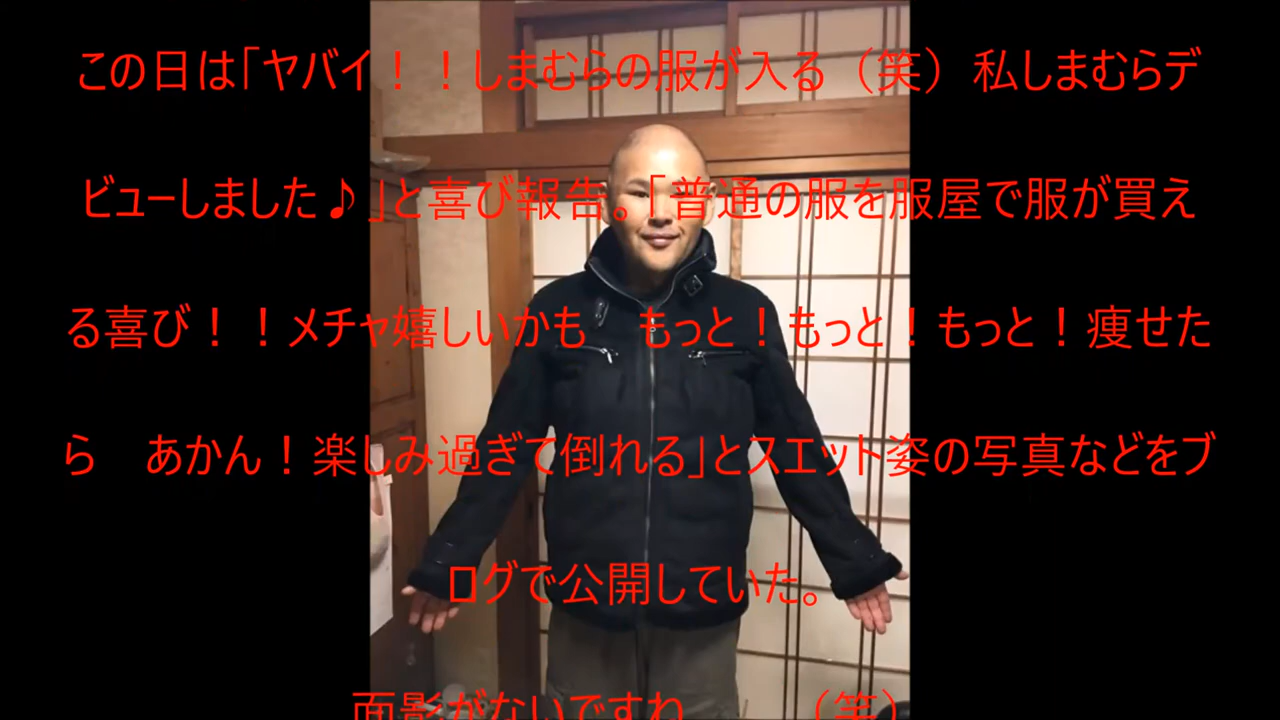 この日は「ヤバイ！！しまむらの服が入る（笑）私しまむらデ
ビューしました♪」と喜び報告。「普通の服を服屋で服が買え
る喜び！！メチャ嬉しいかも　もっと！もっと！もっと！痩せた
ら　あかん！楽しみ過ぎて倒れる」とスエット姿の写真などをブ
ログで公開していた。
面影がないですね　　（笑）